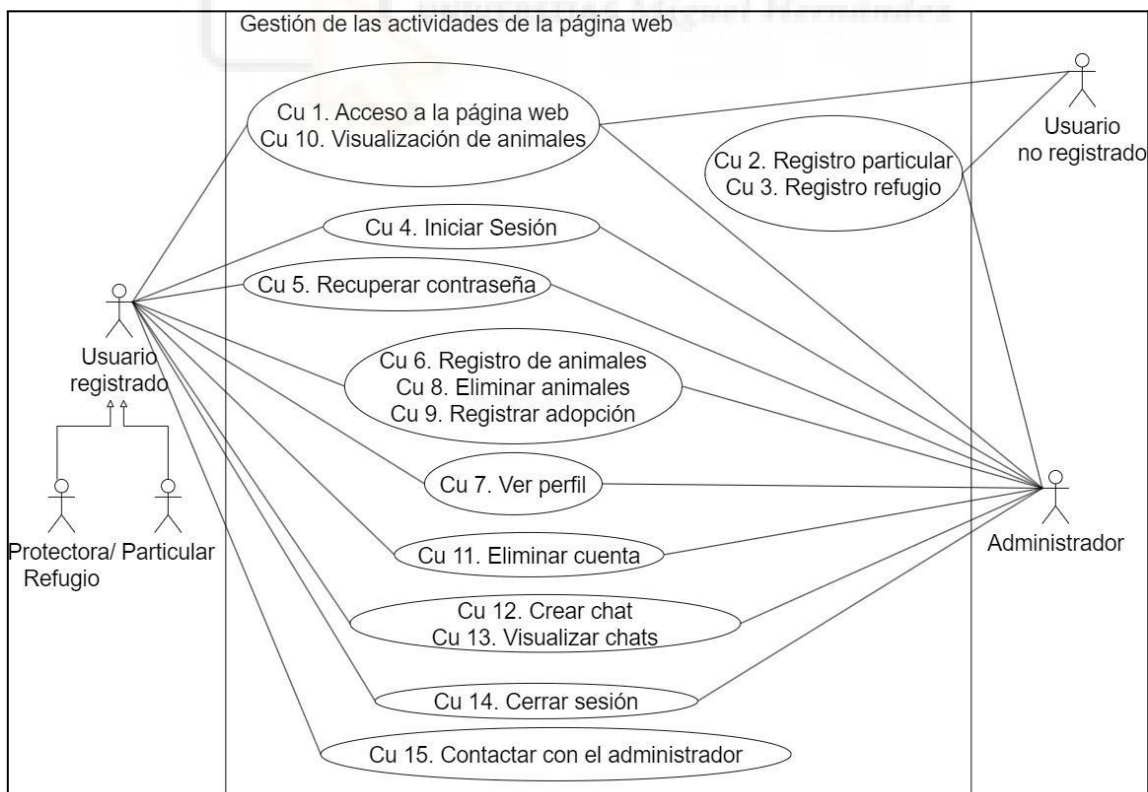 UNIVERSITAS Miguel Hernández
Gestión de las actividades de la página web
Cu 1. Acceso a la página web
Cu 10. Visualización de animales
Usuario
no registrado
Cu 2. Registro particular
Cu 3. Registro refugio
Cu 4. Iniciar Sesión
Cu 5. Recuperar contraseña
Usuario
registrado
Cu 6. Registro de animales
Cu 8. Eliminar animales
Cu 9. Registrar adopción
Cu 7. Ver perfil
Protectora/
Refugio
Particular
Administrador
Cu 11. Eliminar cuenta
Cu 12. Crear chat
Cu 13. Visualizar chats
Cu 14. Cerrar sesión
Cu 15. Contactar con el administrador